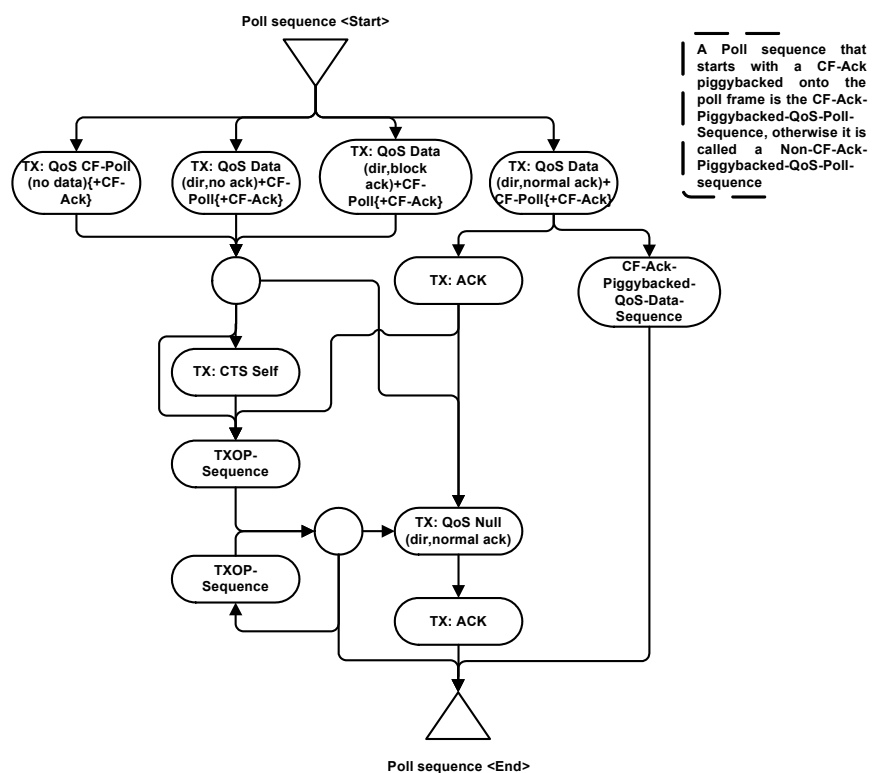 Poll sequence <Start>
A Poll sequence that
starts with a CF-Ack
piggybacked onto the
poll frame is the CF-Ack-
Piggybacked-QoS-Poll-
Sequence, otherwise it is
called a Non-CF-Ack-
Piggybacked-QoS-Poll-
sequence
TX: QoS CF-Poll
(no data){+CF-
Ack}
TX: QoS Data
(dir,no ack)+CF-
Poll{+CF-Ack}
TX: QoS Data
(dir,block
ack)+CF-
Poll{+CF-Ack}
TX: QoS Data
(dir,normal ack)+
CF-Poll{+CF-Ack}
TX: ACK
CF-Ack-
Piggybacked-
QoS-Data-
Sequence
TX: CTS Self
TXOP-
Sequence
TX: QoS Null
(dir,normal ack)
TXOP-
Sequence
TX: ACK
Poll sequence <End>